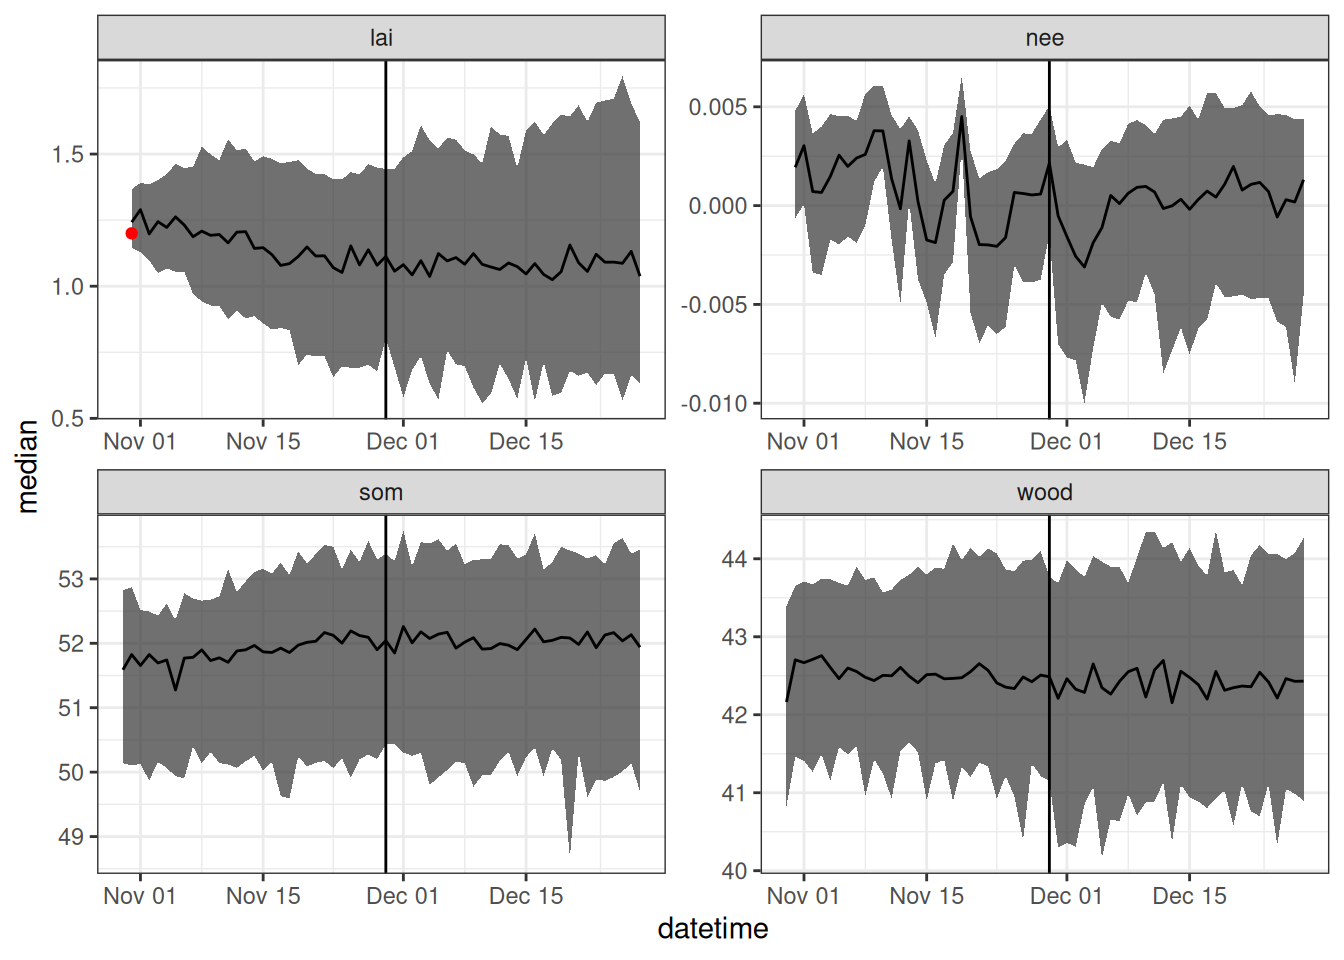 lai
nee
1.5
1.0
0.5
0.005
0.000
-0.005
-0.010
Nov 01 Nov 15 Dec 01 Dec 15
Nov 01 Nov 15 Dec 01 Dec 15
median
som
wood
53
52
51
50
49
44
43
42
41
40
Nov 01 Nov 15 Dec 01 Dec 15
Nov 01 Nov 15 Dec 01 Dec 15
datetime